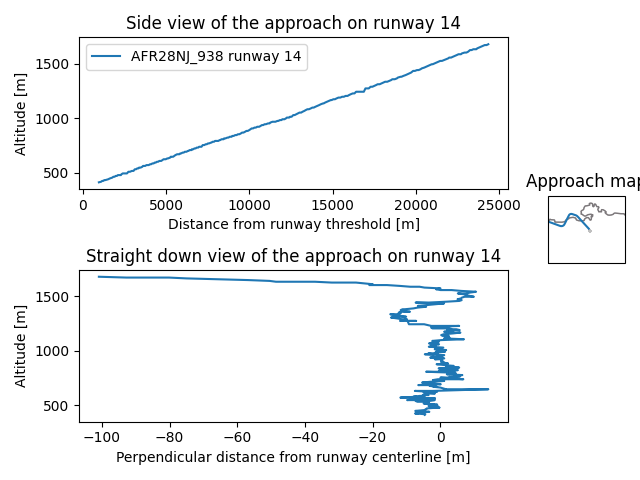 Side view of the approach on runway 14
AFR28NJ_938 runway 14
Altitude [m]
1500
1000
500
0
5000
10000
15000
20000
25000
Distance from runway threshold [m]
Approach map
Straight down view of the approach on runway 14
Altitude [m]
1500
1000
500
−100
−80
−60
−40
−20
0
Perpendicular distance from runway centerline [m]